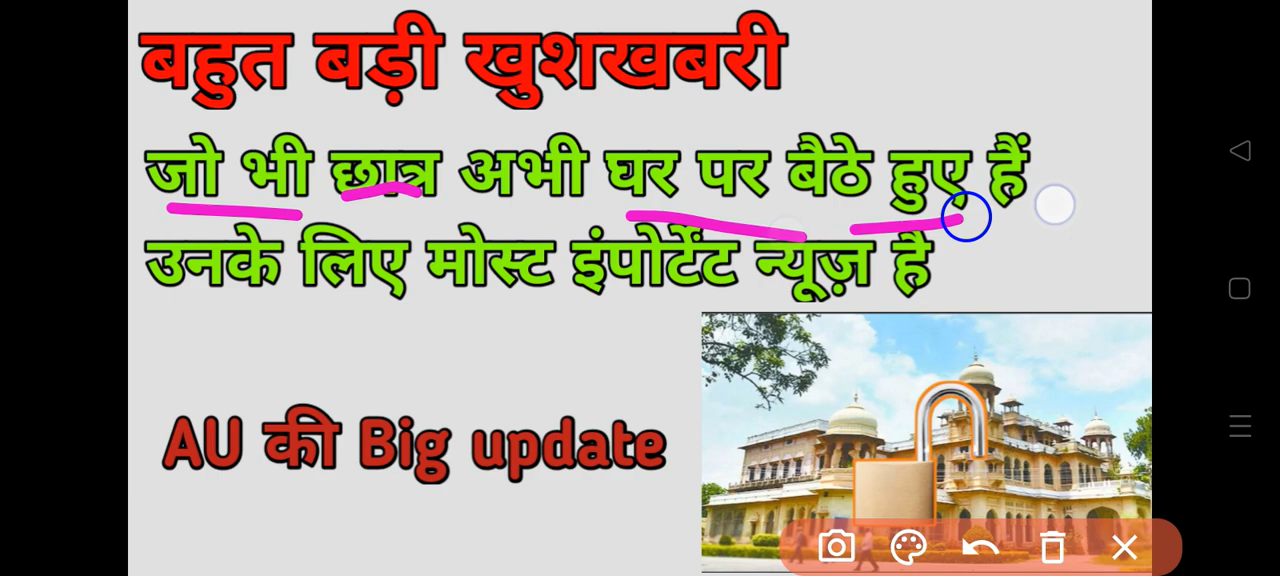 बहुत बड़ी खुशखबरी
जो भी छात्र अभी घर पर बैठे हुए हैं
उनके लिए मोस्ट इंपोर्टेंट न्यूज़ है
AU की Big update